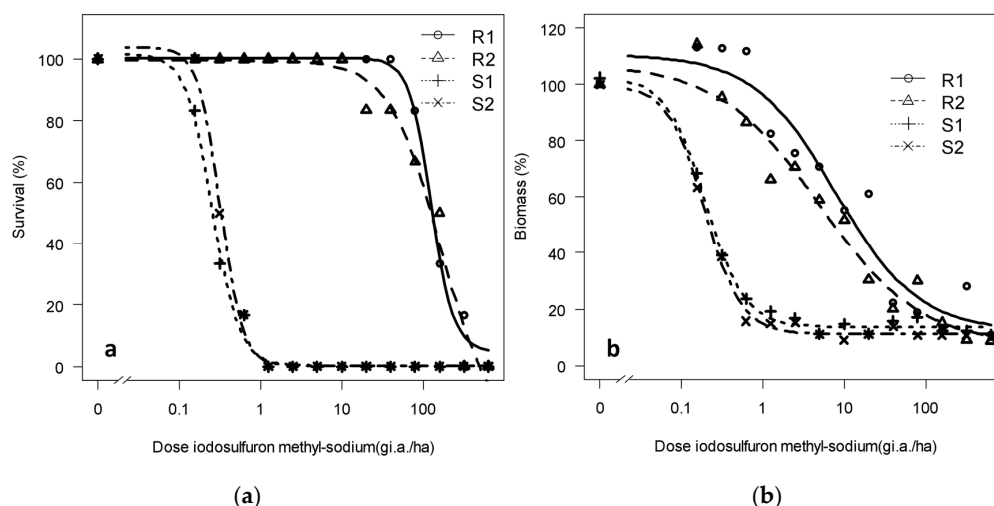 R1
R2
S1
S2
100
80
60
40
20
0
Survival (%)
a
0
0.1
1
10
100
Dose iodosulfuron methyl-sodium(gi.a./ha)
(a)
R1
R2
S1
S2
120
100
80
60
40
20
0
Biomass (%)
b
0
0.1
1
10
100
Dose iodosulfuron methyl-sodium(gi.a./ha)
(b)